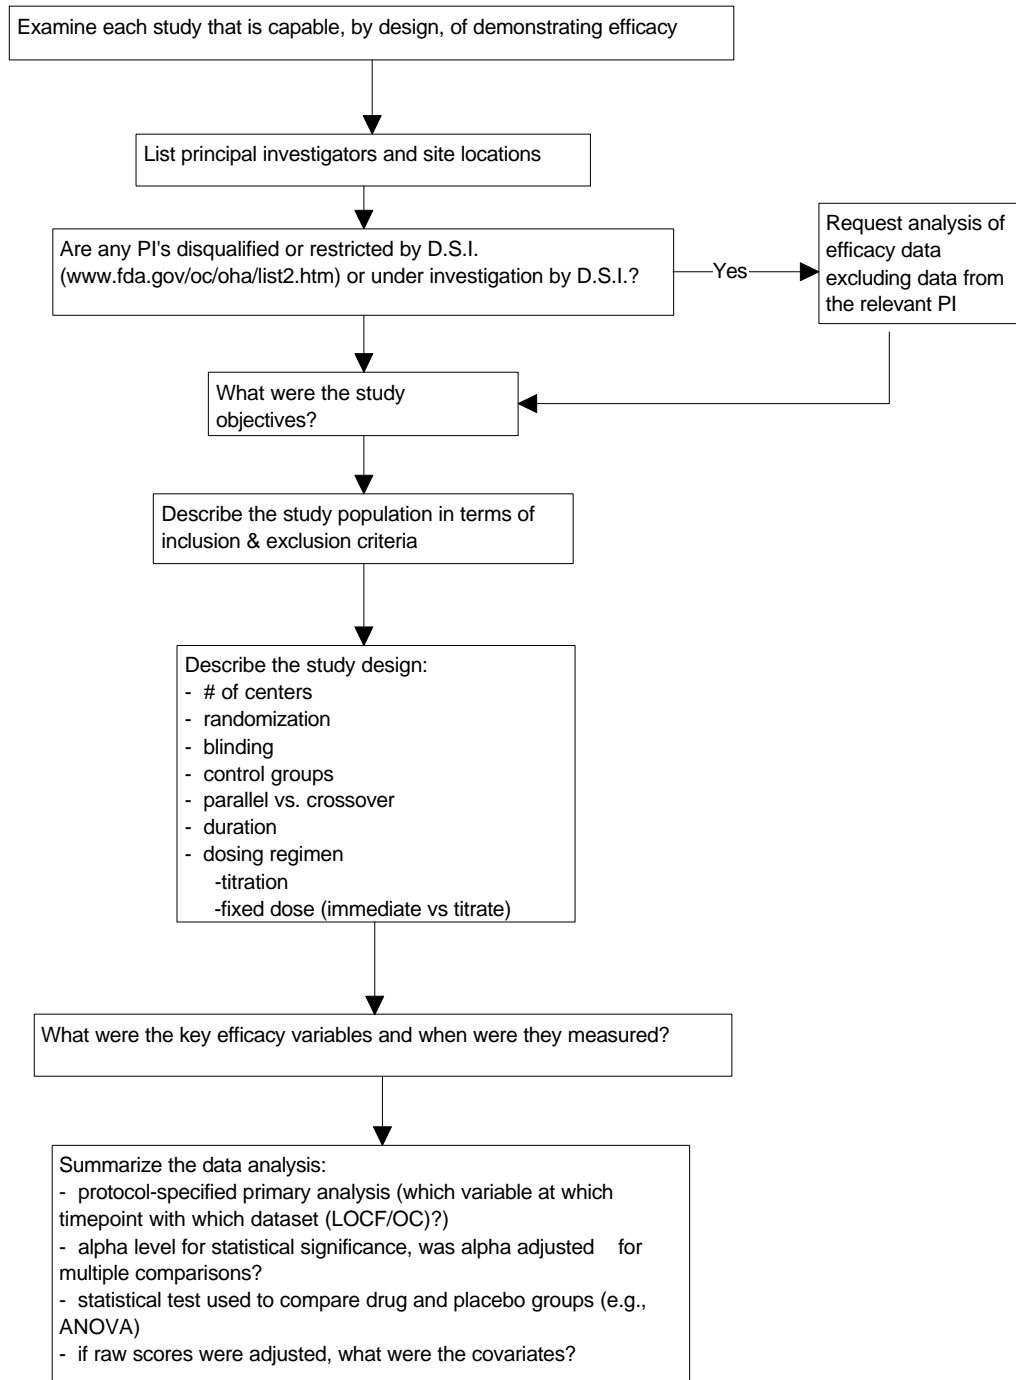 Examine each study that is capable, by design, of demonstrating efficacy
List principal investigators and site locations
Are any PI's disqualified or restricted by D.S.I.
(www.fda.gov/oc/oha/list2.htm) or under investigation by D.S.I.?
Yes
Request analysis of
efficacy data
excluding data from
the relevant PI
What were the study
objectives?
Describe the study population in terms of
inclusion & exclusion criteria
Describe the study design:
- # of centers
- randomization
- blinding
- control groups
- parallel vs. crossover
- duration
- dosing regimen
-titration
-fixed dose (immediate vs titrate)
What were the key efficacy variables and when were they measured?
Summarize the data analysis:
- protocol-specified primary analysis (which variable at which
timepoint with which dataset (LOCF/OC)?)
- alpha level for statistical significance, was alpha adjusted for
multiple comparisons?
- statistical test used to compare drug and placebo groups (e.g.,
ANOVA)
- if raw scores were adjusted, what were the covariates?